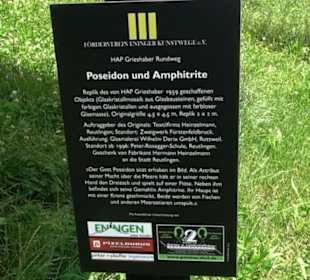 FÖRDERVEREIN ENINGER KUNSTWEGE e.V.
HAP Grieshaber Rundweg
Poseidon und Amphitrite
Replik des von HAP Grieshaber 1959 geschaffenen
Objekts (Glaskristallmosaik aus Glasbausteinen, gefüllt mit
farbigen Glaskristallen und ausgegossen mit farbloser
Glasmasse). Originalgröße 4,5 x 4,5 m, Replik 2 x 2 m.
Auftraggeber des Originals: Textilfirma Heinzelmann,
Reutlingen; Standort: Zweigwerk Fürstenfeldbruck.
Ausführung: Glasmalerei Wilhelm Derix GmbH, Rottweil.
Standort ab 1996: Peter-Rosegger-Schule, Reutlingen,
Geschenk von Fabrikant Hermann Heinzelmann
an die Stadt Reutlingen.
»Der Gott Poseidon sitzt erhaben im Bild. Als Attribut
seiner Macht über die Meere hält er in seiner rechten
Hand den Dreizack und spielt auf einer Flöte. Neben ihm
befindet sich seine Gemahlin Amphitrite. Ihr Haupt ist
mit einer Krone geschmückt. Beide werden von Fischen
und anderen Meerestieren umspült.«
ENINGEN
PIXELBUNUS